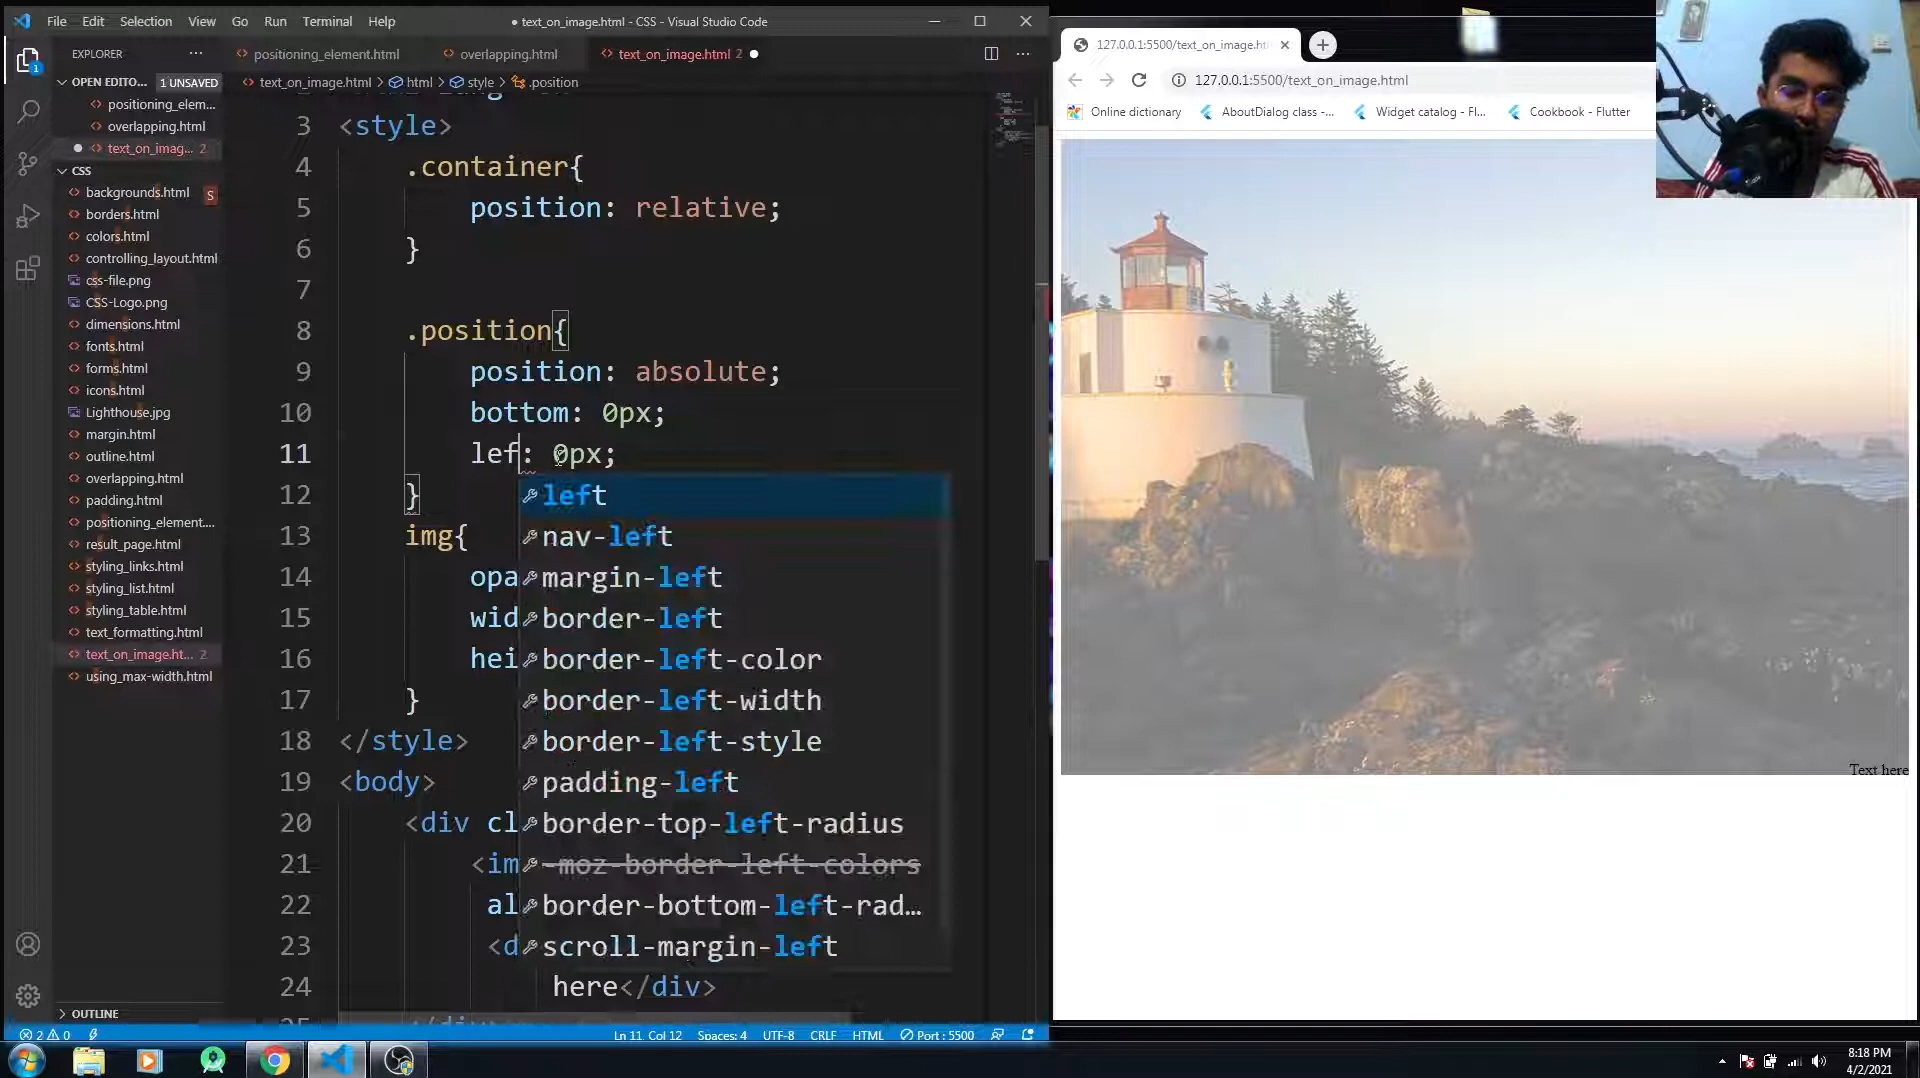 File Edit Selection View Go Run Terminal Help
● text_on_image.html - CSS - Visual Studio Code
EXPLORER ···
positioning_element.html
overlapping.html
text_on_image.html 2 ●
OPEN EDITO... 1 UNSAVED
text_on_image.html > html > style > .position
positioning_elem...
overlapping.html
text_on_imag... 2
CSS
backgrounds.html
S
borders.html
colors.html
controlling_layout.html
css-file.png
CSS-Logo.png
dimensions.html
fonts.html
forms.html
icons.html
Lighthouse.jpg
margin.html
outline.html
overlapping.html
padding.html
positioning_element....
result_page.html
styling_links.html
styling_list.html
styling_table.html
text_formatting.html
text_on_image.ht... 2
using_max-width.html
OUTLINE
3 <style>
4 .container{
5 position: relative;
6 }
7
8 .position{
9 position: absolute;
10 bottom: 0px;
11 lef: 0px;
12 }
13 img{
14 opa
15 wid
16 hei
17 }
18 </style>
19 <body>
20 <div cl
21 <im
22 al
23 <d
24 here</div>
left
nav-left
margin-left
border-left
border-left-color
border-left-width
border-left-style
padding-left
border-top-left-radius
-moz-border-left-colors
border-bottom-left-rad...
scroll-margin-left
2 0
Ln 11, Col 12 Spaces: 4 UTF-8 CRLF HTML Port : 5500
127.0.0.1:5500/text_on_image.ht
127.0.0.1:5500/text_on_image.html
Online dictionary AboutDialog class -... Widget catalog - Fl... Cookbook - Flutter
Text here
8:18 PM
4/2/2021